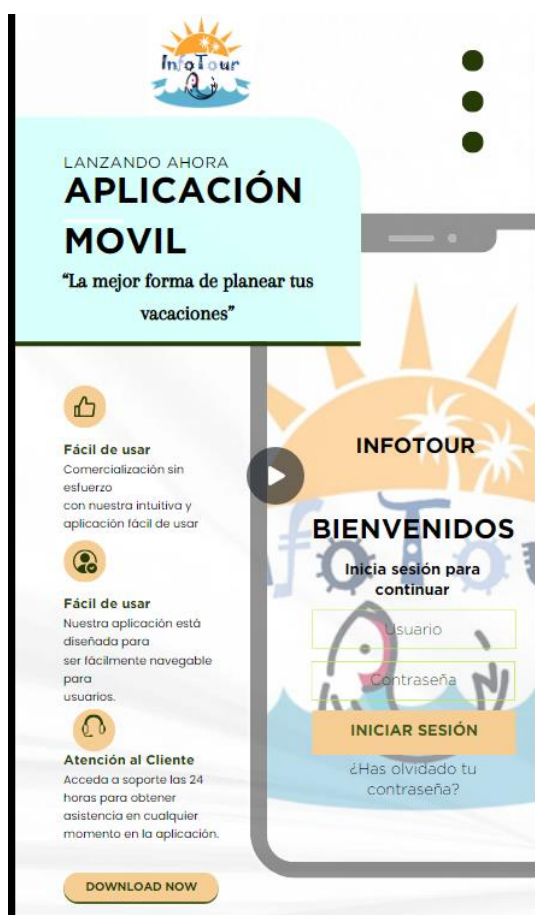 InfoTour
LANZANDO AHORA
APLICACIÓN
MOVIL
“La mejor forma de planear tus
vacaciones”
Fácil de usar
Comercialización sin
esfuerzo
con nuestra intuitiva y
aplicación fácil de usar
Fácil de usar
Nuestra aplicación está
diseñada para
ser fácilmente navegable
para
usuarios.
Atención al Cliente
Acceda a soporte las 24
horas para obtener
asistencia en cualquier
momento en la aplicación.
DOWNLOAD NOW
INFOTOUR
BIENVENIDOS
Inicia sesión para
continuar
Usuario
Contraseña
INICIAR SESIÓN
¿Has olvidado tu
contraseña?